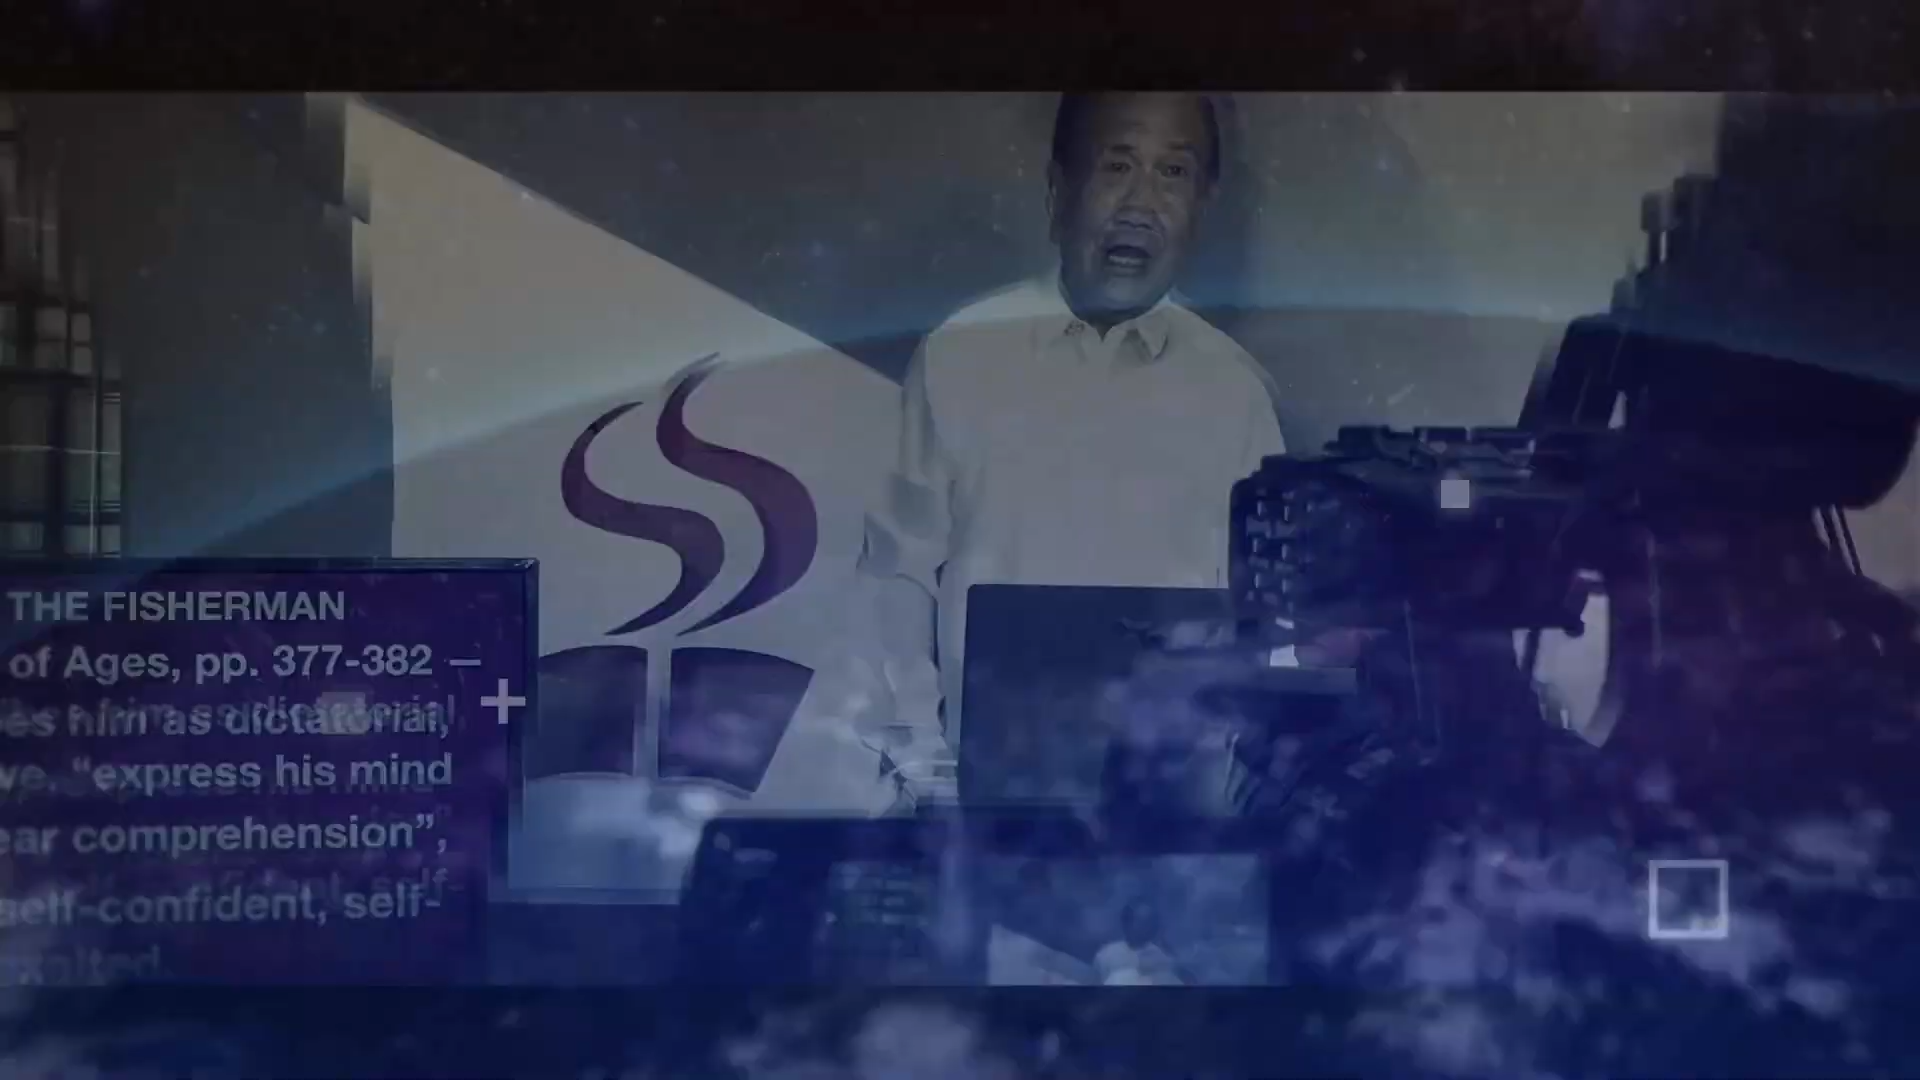 THE FISHERMAN
of Ages, pp. 377-382 –
es him as dictatorial,
ve. “express his mind
ear comprehension”,
self-confident, self-
xalted.